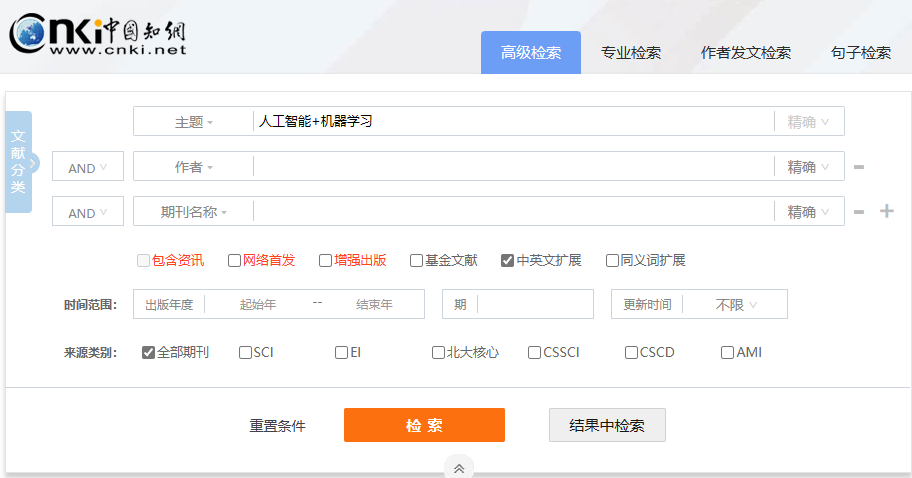 Cnki中国知網
www.cnki.net
高级检索 专业检索 作者发文检索 句子检索
文献分类
主题 人工智能+机器学习 精确
AND 作者 精确
AND 期刊名称 精确
包含资讯 网络首发 增强出版 基金文献 中英文扩展 同义词扩展
时间范围: 出版年度 起始年 -- 结束年 期 更新时间 不限
来源类别: 全部期刊 SCI EI 北大核心 CSSCI CSCD AMI
重置条件 检索 结果中检索